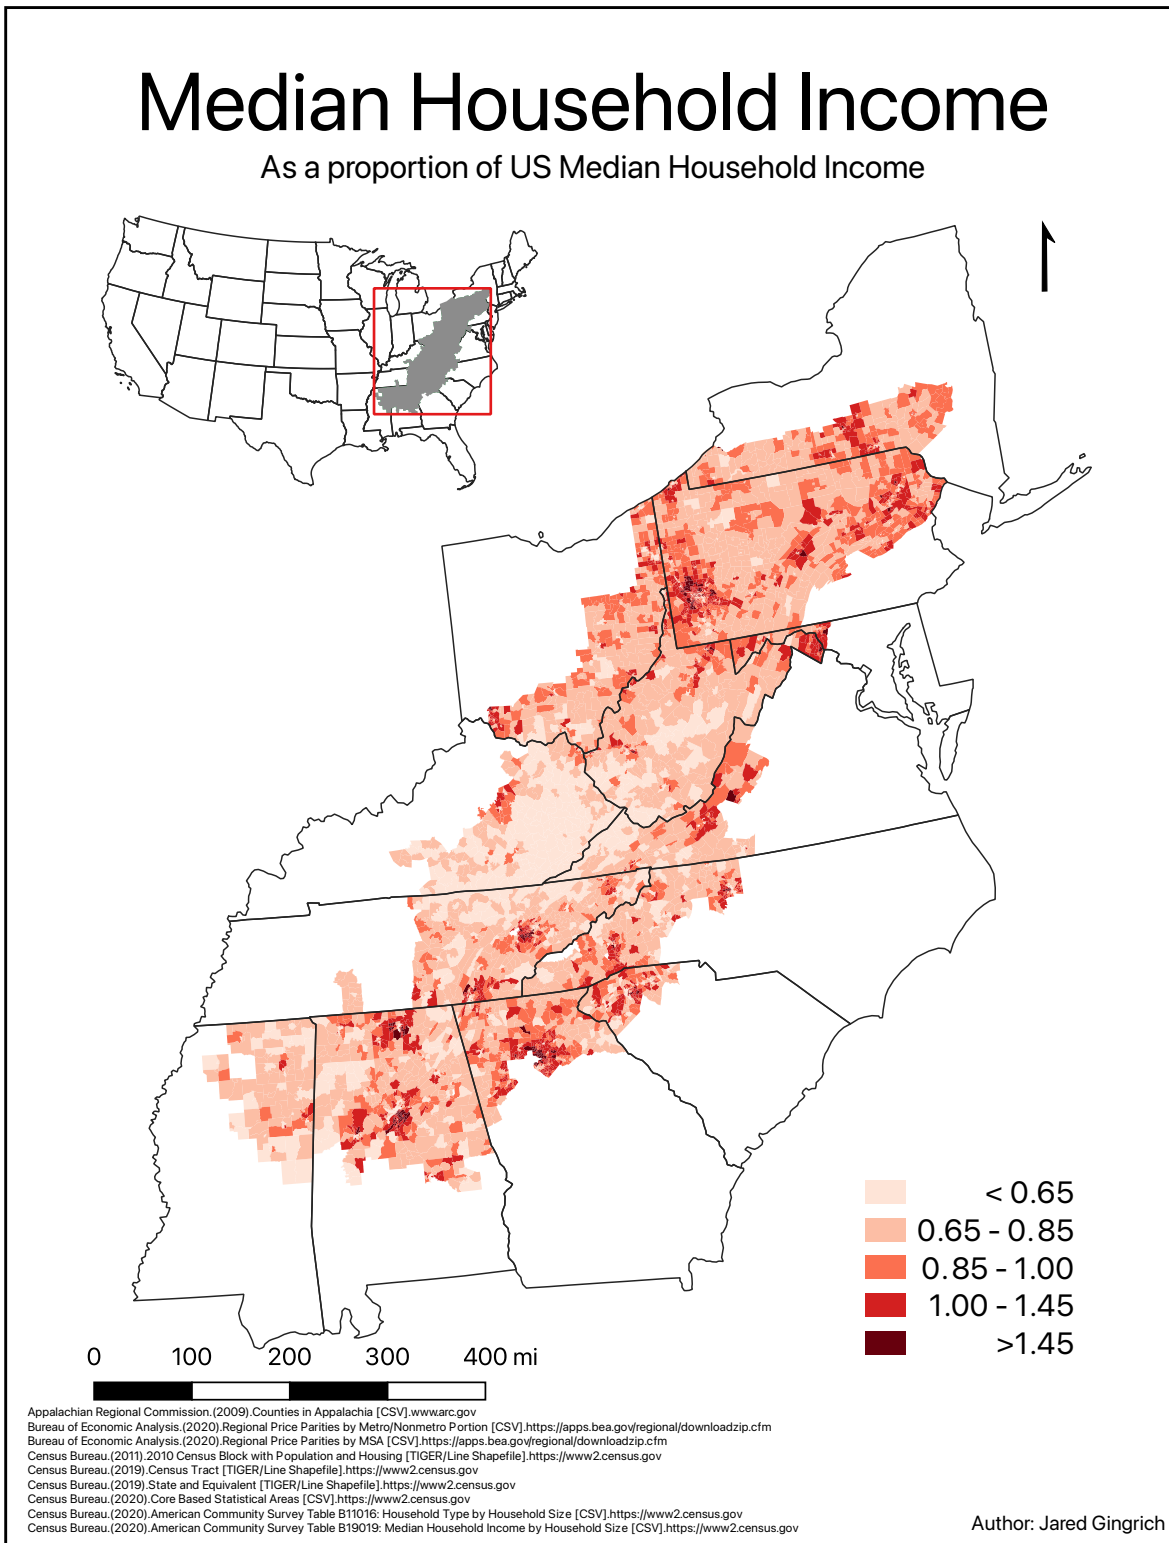 Median Household Income
As a proportion of US Median Household Income
< 0.65
0.65 - 0.85
0.85 - 1.00
1.00 - 1.45
>1.45
0 100 200 300 400 mi
Appalachian Regional Commission.(2009).Counties in Appalachia [CSV].www.arc.gov
Bureau of Economic Analysis.(2020).Regional Price Parities by Metro/Nonmetro Portion [CSV].https://apps.bea.gov/regional/downloadzip.cfm
Bureau of Economic Analysis.(2020).Regional Price Parities by MSA [CSV].https://apps.bea.gov/regional/downloadzip.cfm
Census Bureau.(2011).2010 Census Block with Population and Housing [TIGER/Line Shapefile].https://www2.census.gov
Census Bureau.(2019).Census Tract [TIGER/Line Shapefile].https://www2.census.gov
Census Bureau.(2019).State and Equivalent [TIGER/Line Shapefile].https://www2.census.gov
Census Bureau.(2020).Core Based Statistical Areas [CSV].https://www2.census.gov
Census Bureau.(2020).American Community Survey Table B11016: Household Type by Household Size [CSV].https://www2.census.gov
Census Bureau.(2020).American Community Survey Table B19019: Median Household Income by Household Size [CSV].https://www2.census.gov
Author: Jared Gingrich